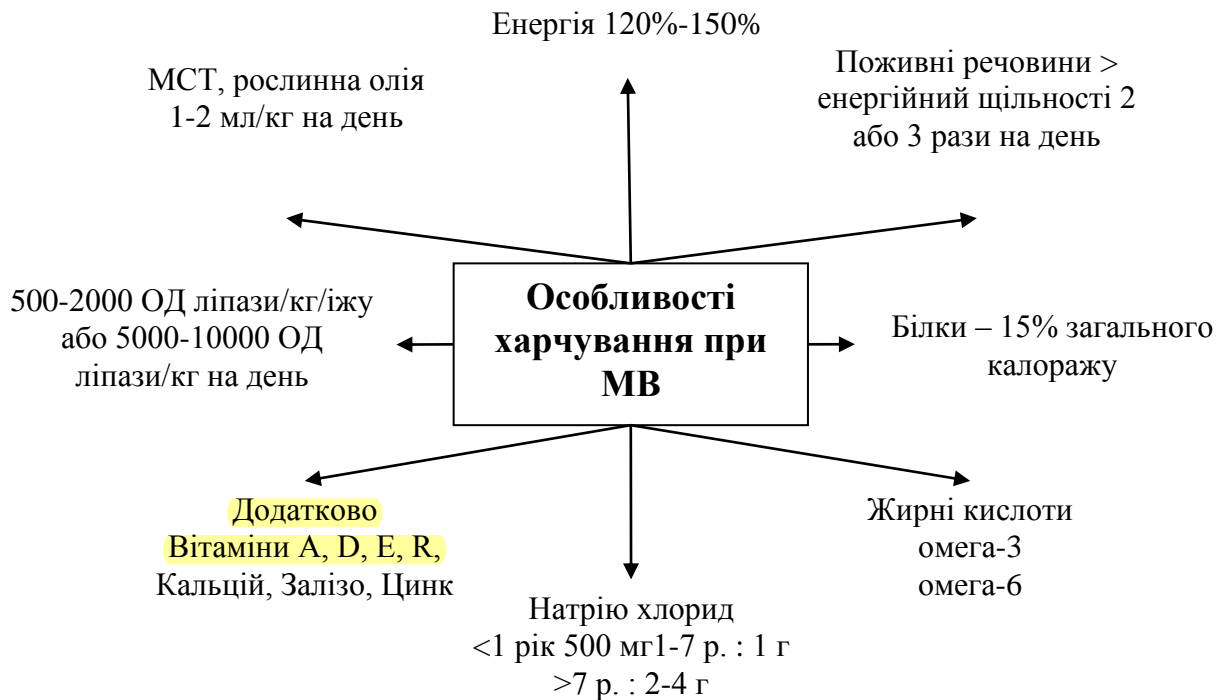 Енергія 120%-150%
МСТ, рослинна олія
1-2 мл/кг на день
Поживні речовини >
енергійний щільності 2
або 3 рази на день
500-2000 ОД ліпази/кг/їжу
або 5000-10000 ОД
ліпази/кг на день
Особливості
харчування при
МВ
Білки – 15% загального
калоражу
Додатково
Вітаміни A, D, E, R,
Кальцій, Залізо, Цинк
Натрію хлорид
<1 рік 500 мг1-7 р. : 1 г
>7 р. : 2-4 г
Жирні кислоти
омега-3
омега-6